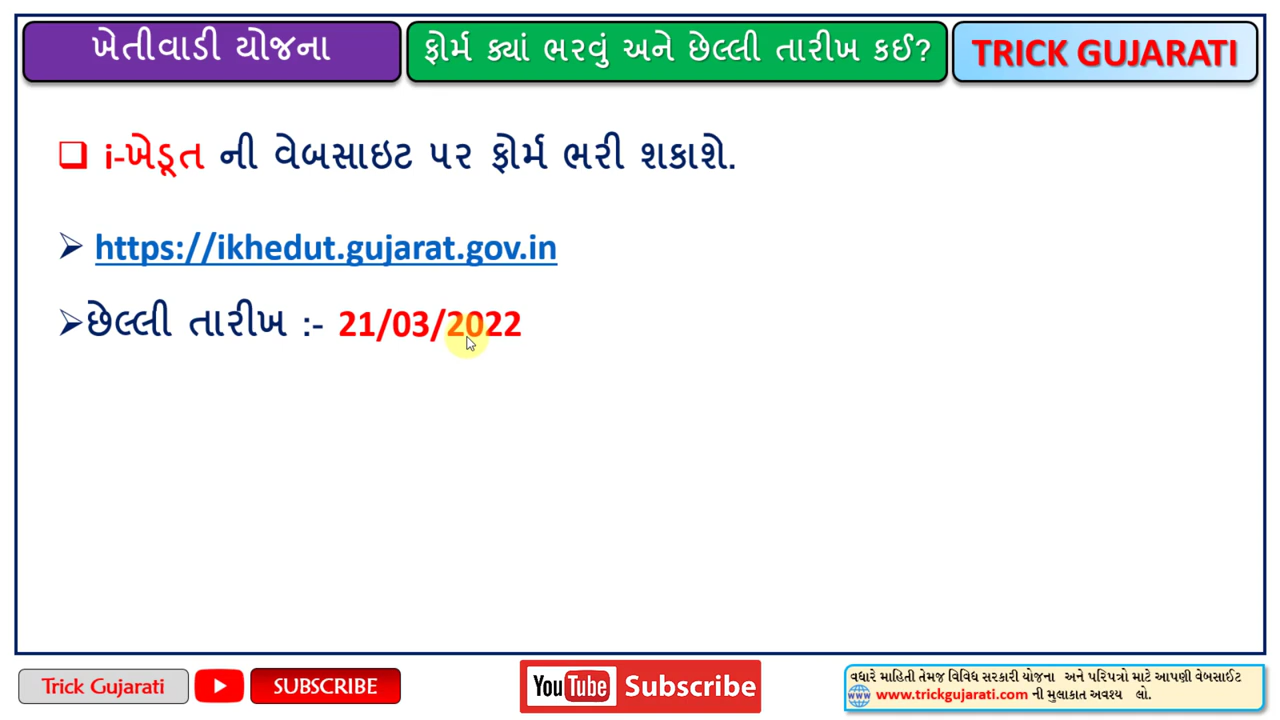 ખેતીવાડી યોજના
ફોર્મ ક્યાં ભરવું અને છેલ્લી તારીખ કઈ?
TRICK GUJARATI
i-ખેડૂત ની વેબસાઇટ પર ફોર્મ ભરી શકાશે.
https://ikhedut.gujarat.gov.in
છેલ્લી તારીખ :- 21/03/2022
Trick Gujarati
SUBSCRIBE
YouTube Subscribe
વધારે માહિતી તેમજ વિવિધ સરકારી યોજના અને પરિપત્રો માટે આપણી વેબસાઈટ
www.trickgujarati.com ની મુલાકાત અવશ્ય લો.